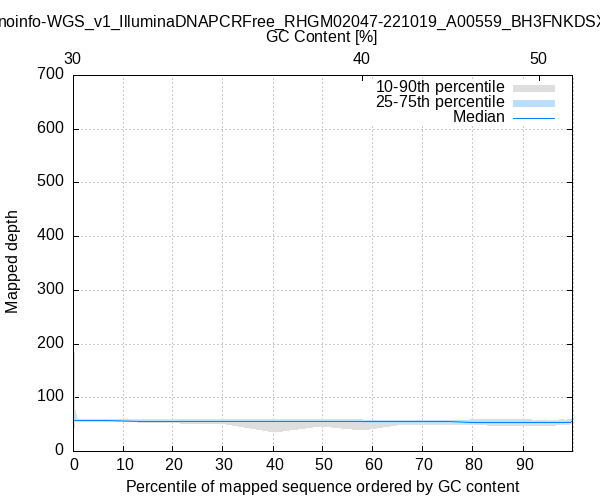 noinfo-WGS_v1_IlluminaDNAPCRFree_RHGM02047-221019_A00559_BH3FNKDSX
GC Content [%]
30 40 50
700
600
500
400
300
200
100
0
10-90th percentile
25-75th percentile
Median
Mapped depth
0 10 20 30 40 50 60 70 80 90
Percentile of mapped sequence ordered by GC content